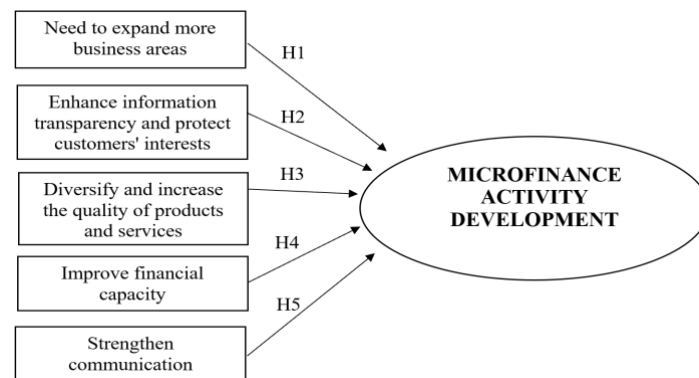 Need to expand more
business areas
H1
Enhance information
transparency and protect
customers' interests
H2
Diversify and increase
the quality of products
and services
H3
Improve financial
capacity
H4
Strengthen
communication
H5
MICROFINANCE
ACTIVITY
DEVELOPMENT